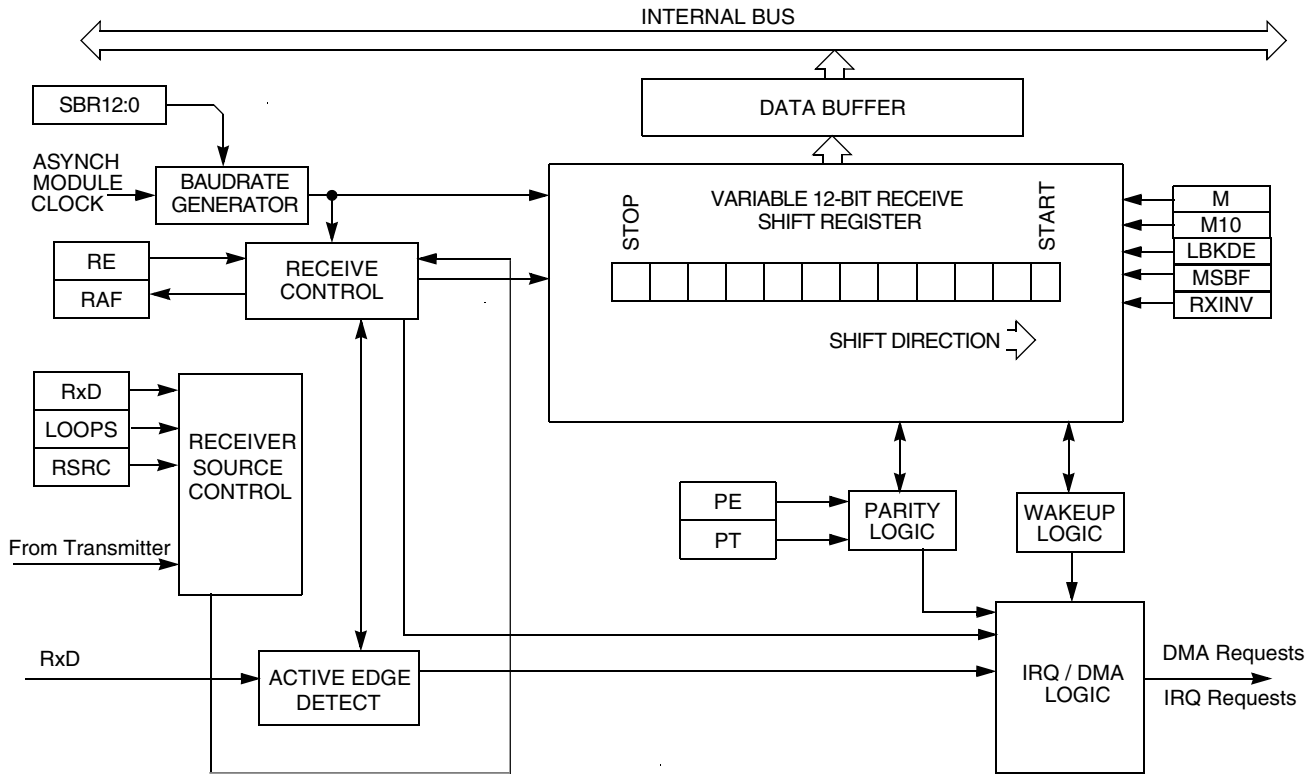 INTERNAL BUS
SBR12:0
DATA BUFFER
ASYNCH
MODULE
CLOCK
BAUDRATE
GENERATOR
VARIABLE 12-BIT RECEIVE
SHIFT REGISTER
STOP
START
M
M10
LBKDE
MSBF
RXINV
RE
RAF
RECEIVE
CONTROL
SHIFT DIRECTION
RxD
LOOPS
RSRC
RECEIVER
SOURCE
CONTROL
From Transmitter
PE
PT
PARITY
LOGIC
WAKEUP
LOGIC
RxD
ACTIVE EDGE
DETECT
IRQ / DMA
LOGIC
DMA Requests
IRQ Requests